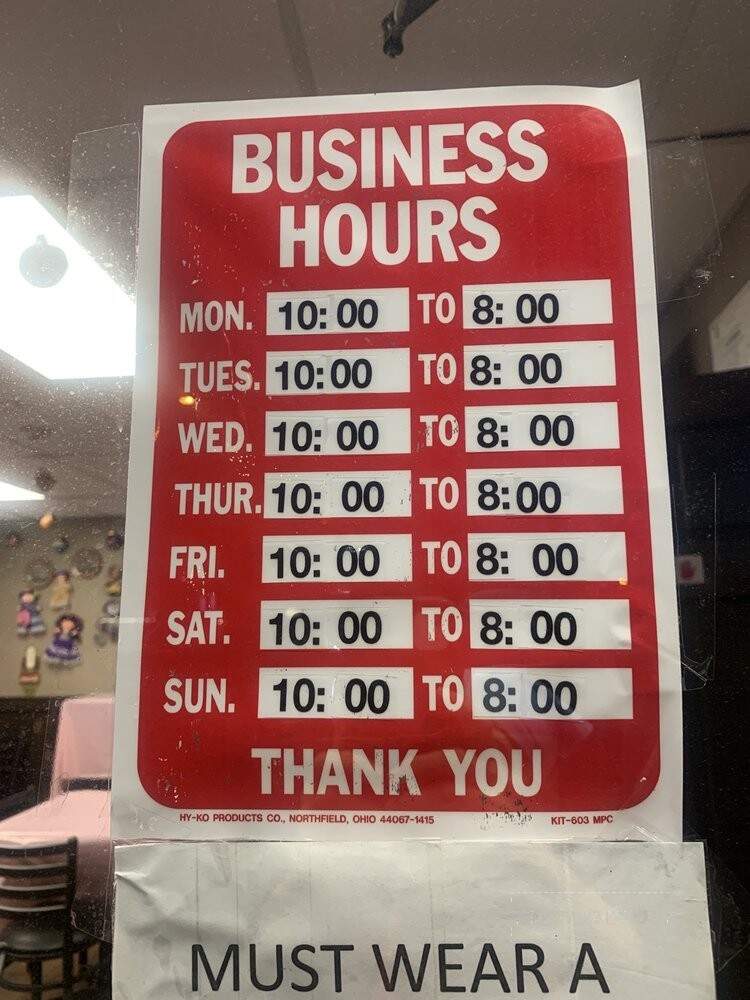 BUSINESS
HOURS
MON. 10:00 TO 8:00
TUES. 10:00 TO 8:00
WED. 10:00 TO 8:00
THUR. 10:00 TO 8:00
FRI. 10:00 TO 8:00
SAT. 10:00 TO 8:00
SUN. 10:00 TO 8:00
THANK YOU
HY-KO PRODUCTS CO., NORTHFIELD, OHIO 44067-1415 KIT-603 MPC
MUST WEAR A